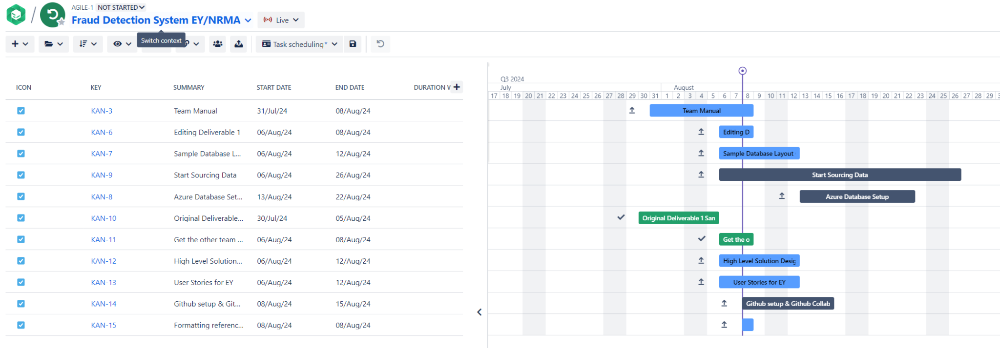 AGILE-1 NOT STARTED
Fraud Detection System EY/NRMA Live
Switch context
Task scheduling*
ICON KEY SUMMARY START DATE END DATE DURATION
Q3 2024
July August
17 18 19 20 21 22 23 24 25 26 27 28 29 30 31 1 2 3 4 5 6 7 8 9 10 11 12 13 14 15 16 17 18 19 20 21 22 23 24 25 26 27 28 29
KAN-3 Team Manual 31/Jul/24 08/Aug/24 Team Manual
KAN-6 Editing Deliverable 1 06/Aug/24 08/Aug/24 Editing D
KAN-7 Sample Database L... 06/Aug/24 12/Aug/24 Sample Database Layout
KAN-9 Start Sourcing Data 06/Aug/24 26/Aug/24 Start Sourcing Data
KAN-8 Azure Database Set... 13/Aug/24 22/Aug/24 Azure Database Setup
KAN-10 Original Deliverable... 30/Jul/24 05/Aug/24 Original Deliverable 1 San
KAN-11 Get the other team ... 06/Aug/24 08/Aug/24 Get the o
KAN-12 High Level Solution... 06/Aug/24 12/Aug/24 High Level Solution Desig
KAN-13 User Stories for EY 06/Aug/24 12/Aug/24 User Stories for EY
KAN-14 Github setup & Git... 08/Aug/24 15/Aug/24 Github setup & Github Collab
KAN-15 Formatting referenc... 08/Aug/24 08/Aug/24